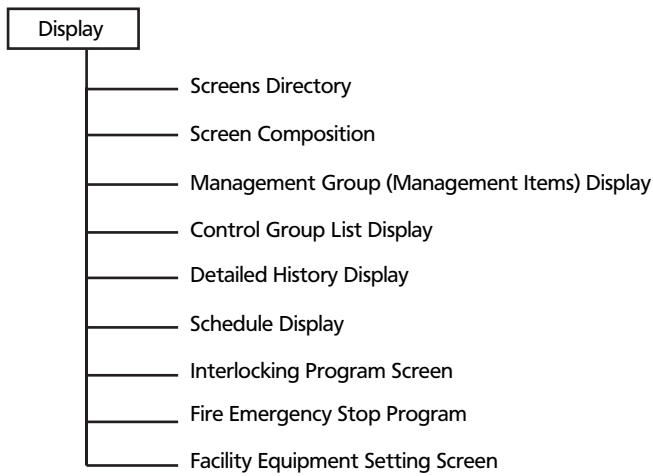 Display
Screens Directory
Screen Composition
Management Group (Management Items) Display
Control Group List Display
Detailed History Display
Schedule Display
Interlocking Program Screen
Fire Emergency Stop Program
Facility Equipment Setting Screen